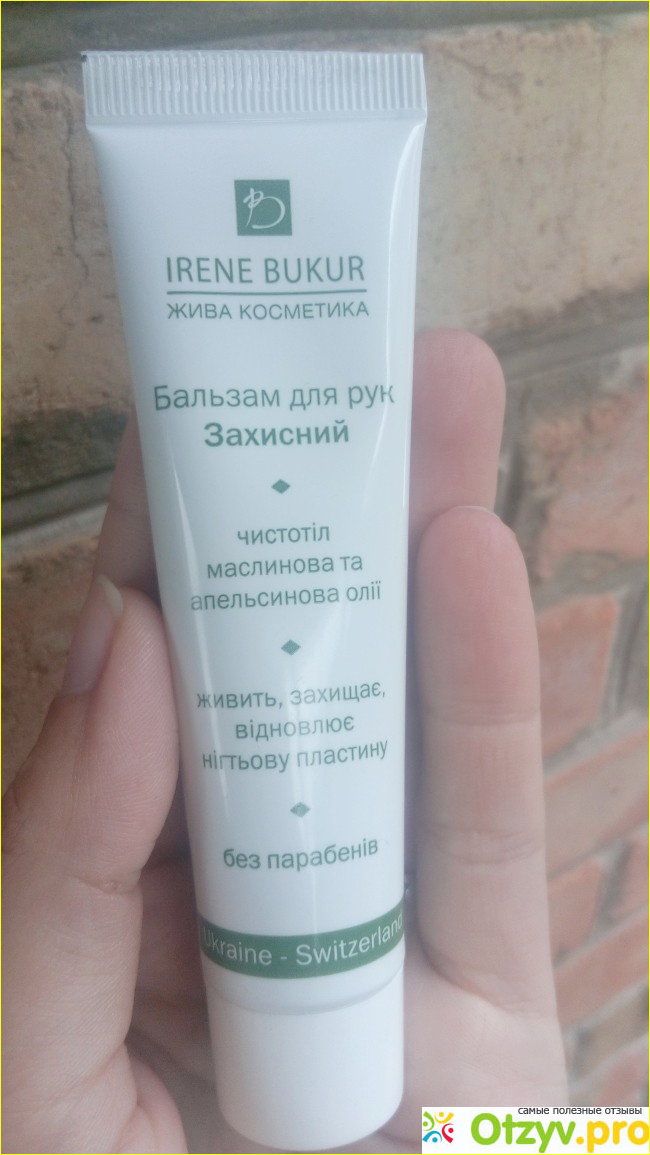 IRENE BUKUR
ЖИВА КОСМЕТИКА
Бальзам для рук
Захисний
чистотіл
маслинова та
апельсинова олії
живить, захищає,
відновлює
нігтьову пластину
без парабенів
Ukraine - Switzerland
самые полезные отзывы
Otzyv.pro